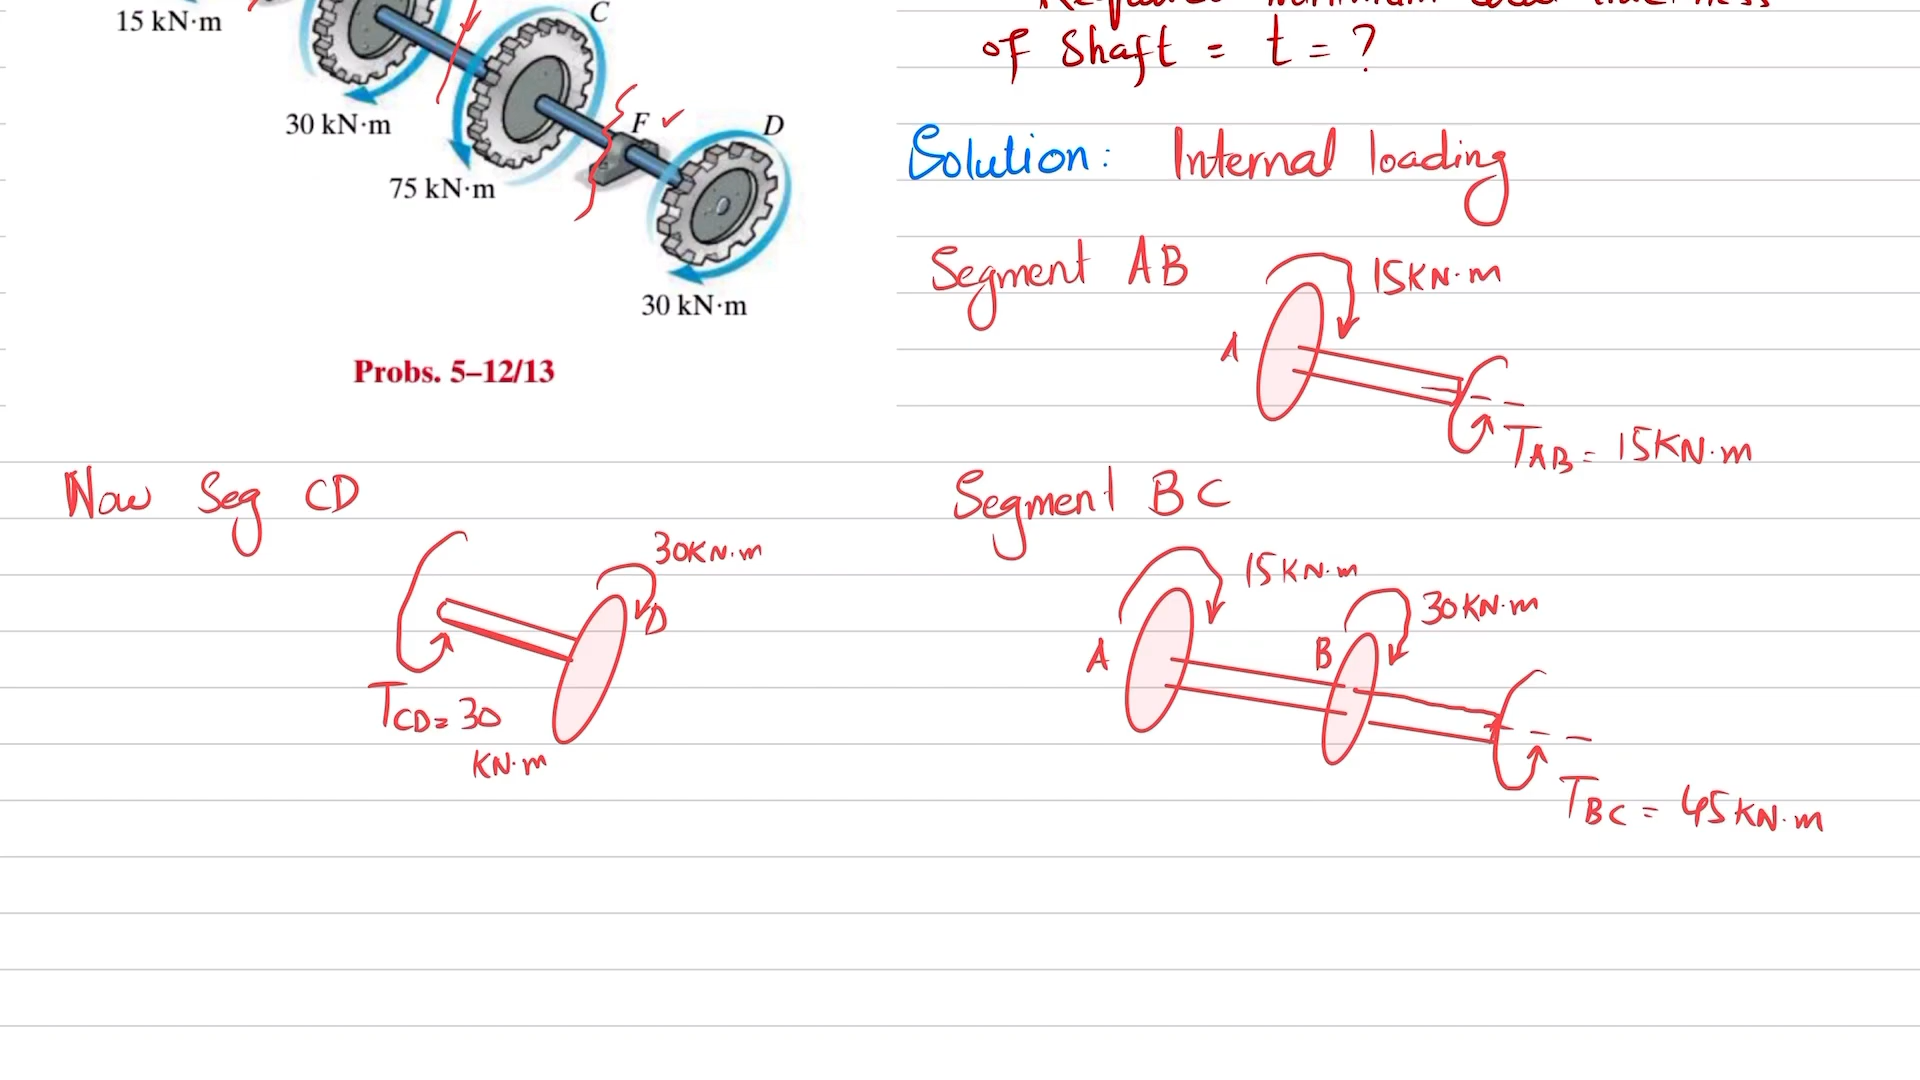 15 kN·m
C
30 kN·m
F ✓
D
75 kN·m
30 kN·m
Probs. 5–12/13
of Shaft = t = ?
Solution: Internal loading
Segment AB
15KN·m
A
TAB = 15KN·m
Now Seg CD
30KN·m
D
TCD = 30
KN·m
Segment BC
15KN·m
30KN·m
A
B
TBC = 45KN·m